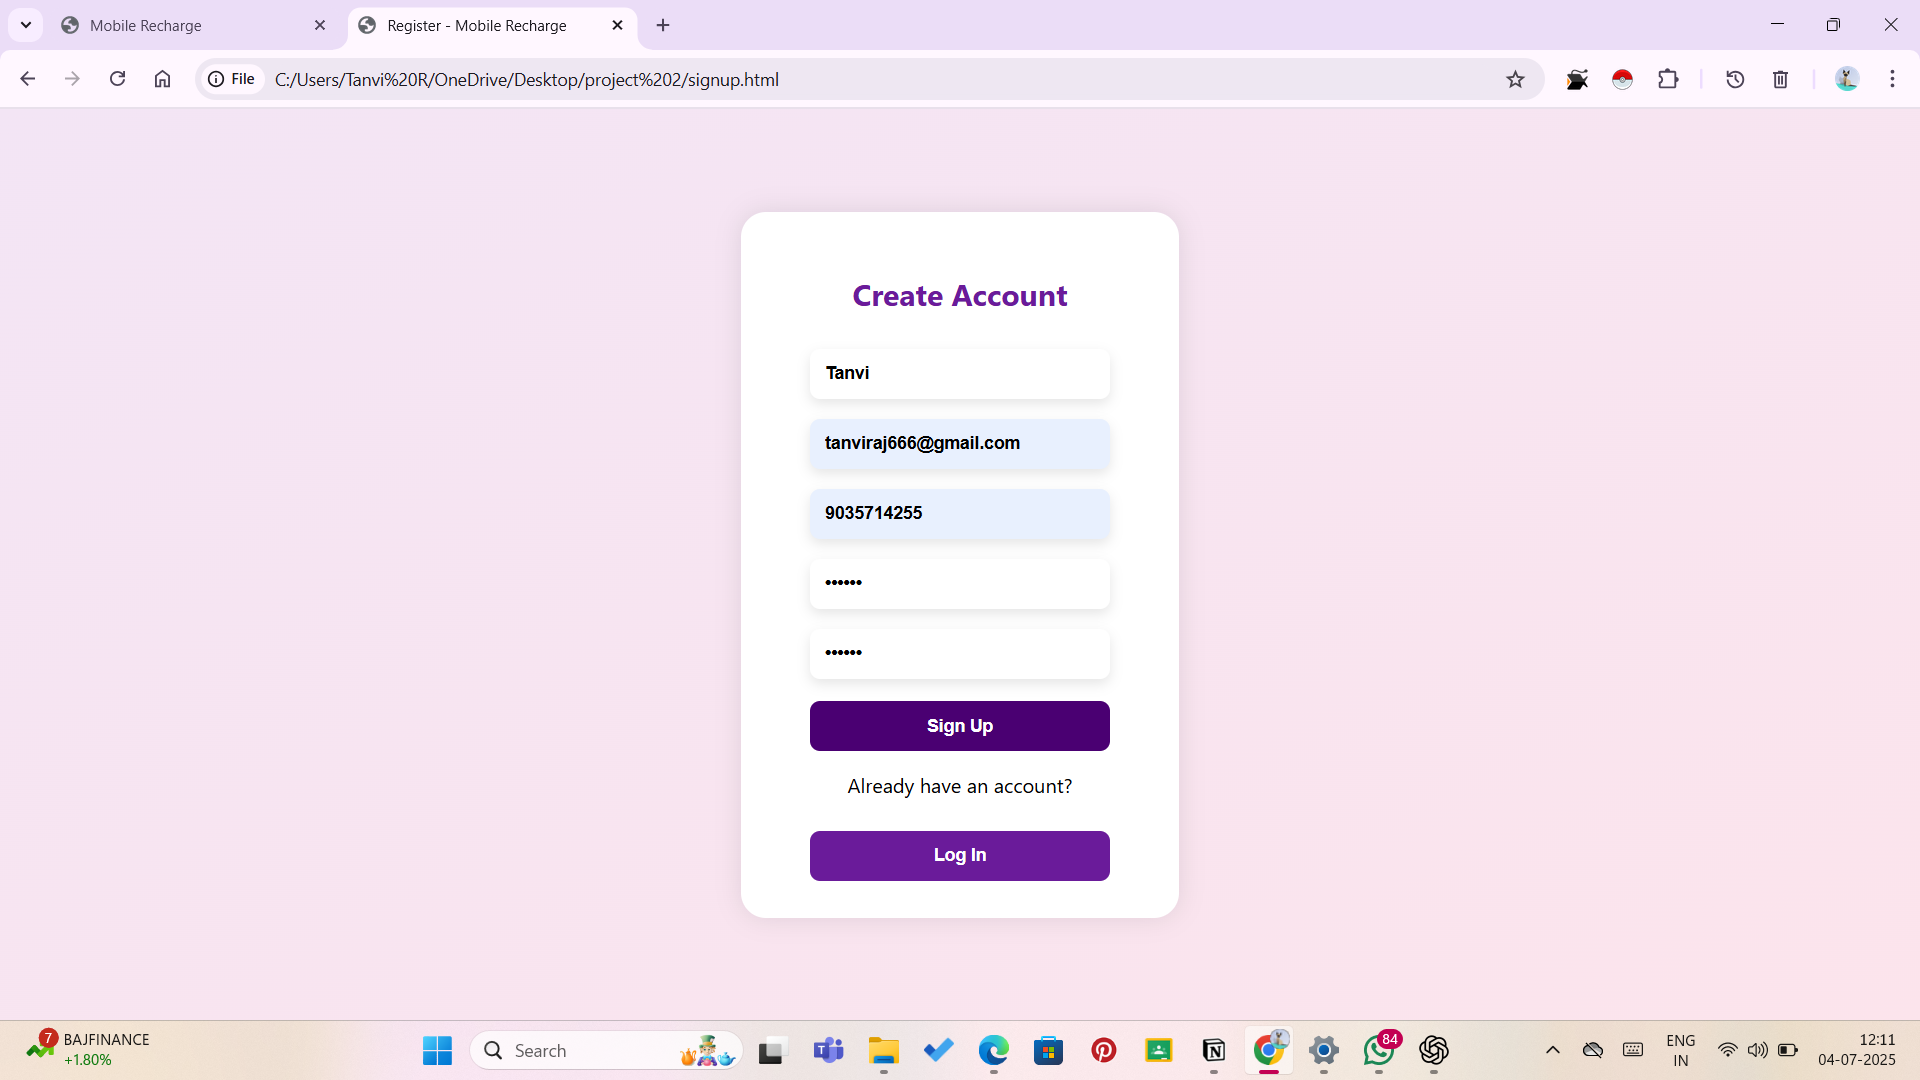 Mobile Recharge
Register - Mobile Recharge
File
C:/Users/Tanvi%20R/OneDrive/Desktop/project%202/signup.html
Create Account
Tanvi
tanviraj666@gmail.com
9035714255
••••••
••••••
Sign Up
Already have an account?
Log In
7
BAJFINANCE
+1.80%
Search
84
ENG
IN
12:11
04-07-2025